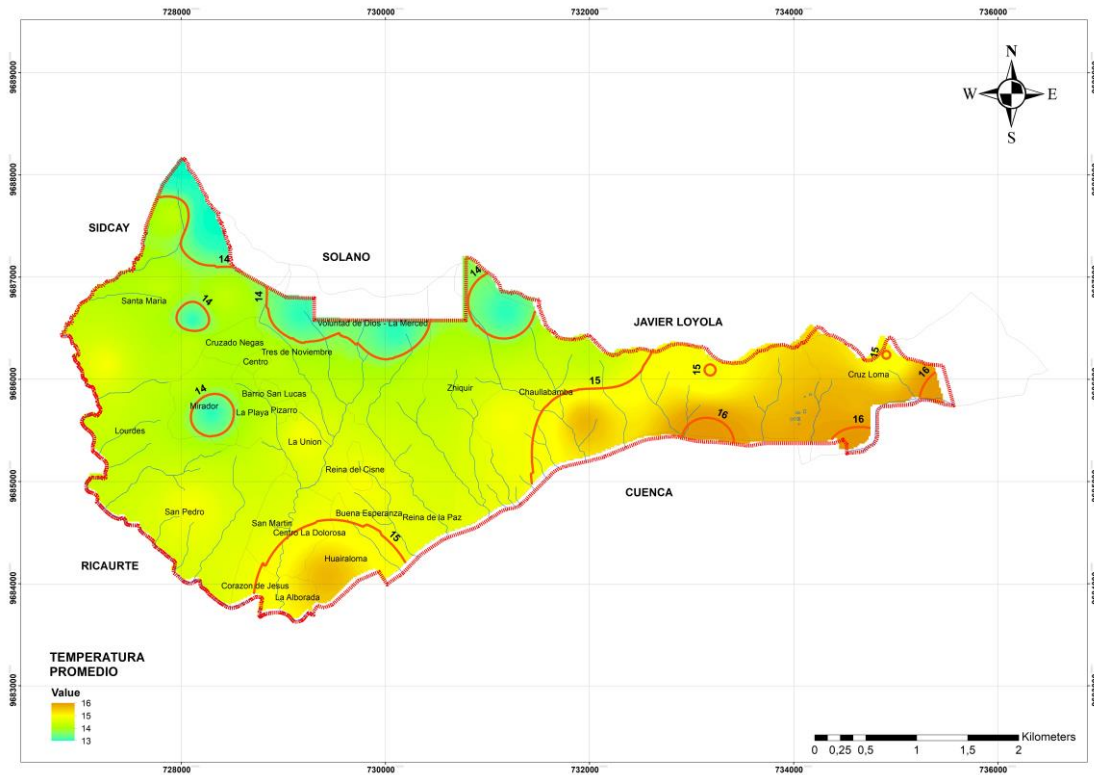 728000
730000
732000
734000
736000
9689000
9688000
9687000
9686000
9685000
9684000
9683000
N
W
E
S
SIDCAY
SOLANO
14
14
14
Santa Maria
14
Voluntad de Dios - La Merced
JAVIER LOYOLA
Cruzado Negas
Tres de Noviembre
Centro
15
15
Cruz Loma
14
15
16
Zhiquir
Chaullabamba
Barrio San Lucas
Mirador
La Playa
Pizarro
16
16
Lourdes
La Union
Reina del Cisne
CUENCA
San Pedro
Buena Esperanza
Reina de la Paz
San Martin
Centro La Dolorosa
15
Huairaloma
RICAURTE
Corazon de Jesus
La Alborada
TEMPERATURA
PROMEDIO
Value
16
15
14
13
Kilometers
0
0,25
0,5
1
1,5
2
728000
730000
732000
734000
736000